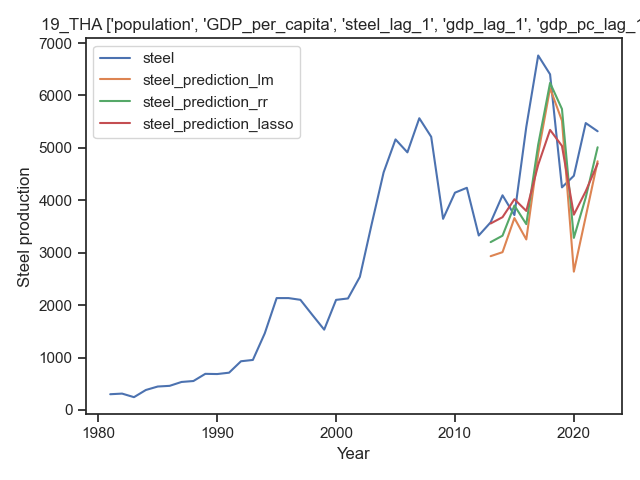 19_THA ['population', 'GDP_per_capita', 'steel_lag_1', 'gdp_lag_1', 'gdp_pc_lag_1
steel
steel_prediction_lm
steel_prediction_rr
steel_prediction_lasso
7000
6000
5000
4000
3000
2000
1000
0
Steel production
1980
1990
2000
2010
2020
Year